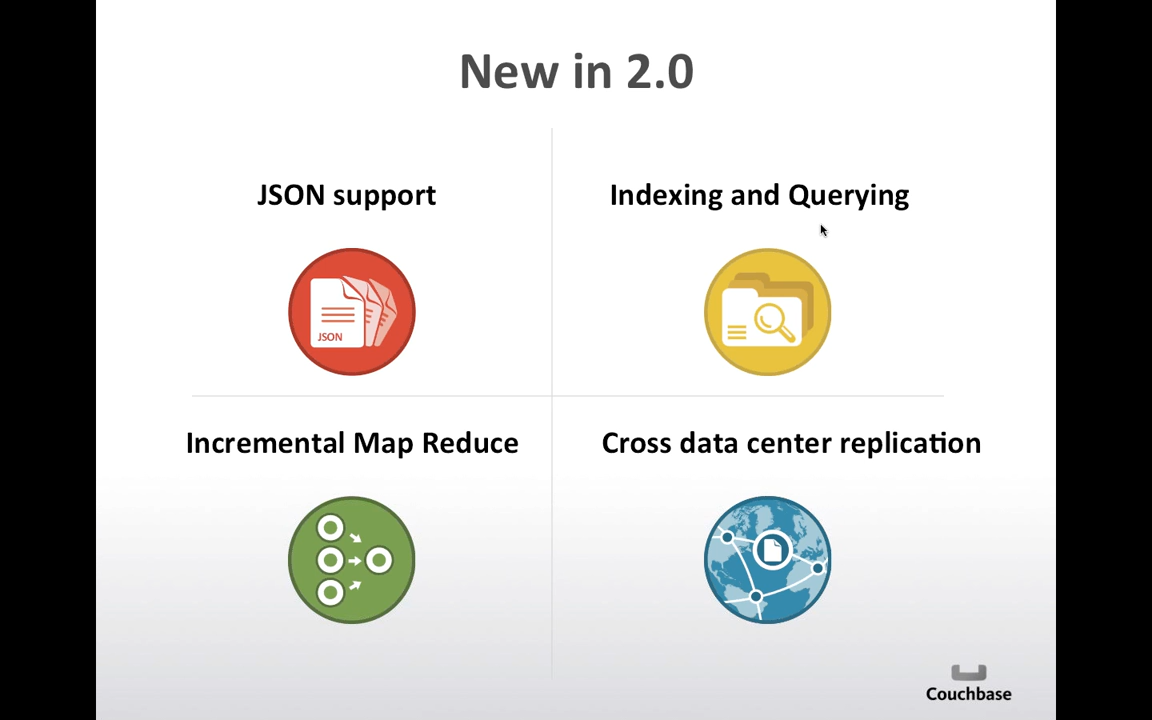 New in 2.0
JSON support
Indexing and Querying
JSON
Incremental Map Reduce
Cross data center replication
Couchbase